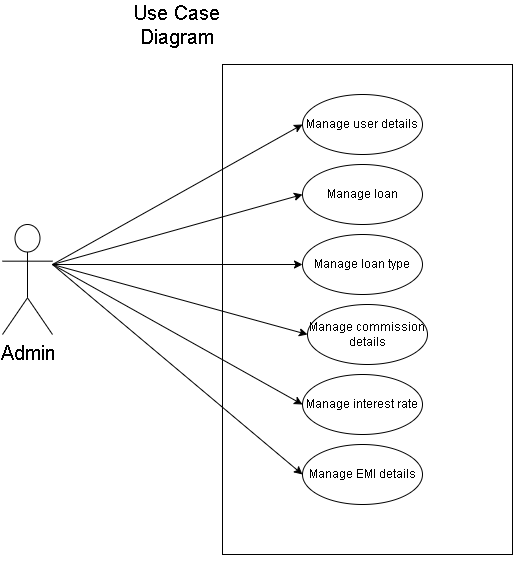 Use Case
Diagram
Manage user details
Manage loan
Manage loan type
Manage commission
details
Manage interest rate
Manage EMI details
Admin